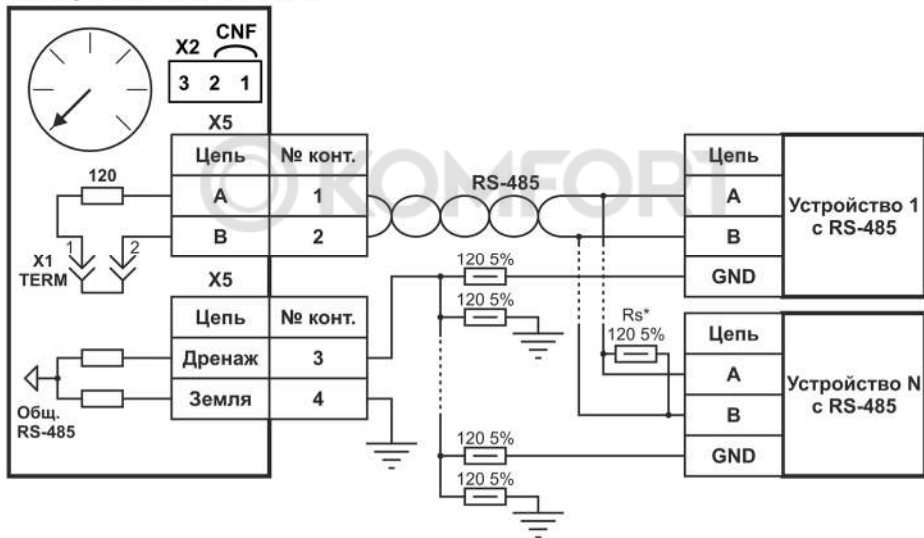 CNF
X2
3 2 1
X5
Цепь № конт.
120
A 1
B 2
X1
TERM
1
2
X5
Цепь № конт.
Дренаж 3
Земля 4
Общ.
RS-485
© KOMFORT
RS-485
120 5%
120 5%
Rs*
120 5%
120 5%
120 5%
Цепь
A
B
GND
Устройство 1
с RS-485
Цепь
A
B
GND
Устройство N
с RS-485